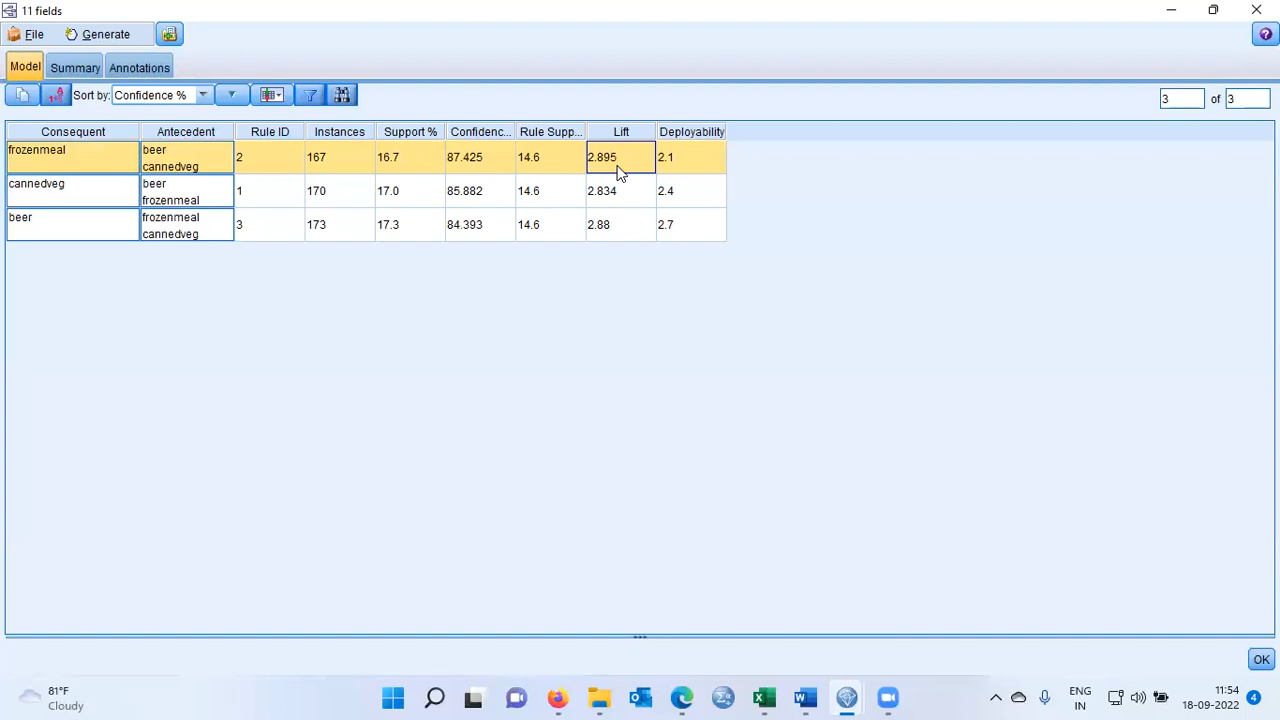 11 fields
File Generate
Model Summary Annotations
Sort by: Confidence % 3 of 3
Consequent Antecedent Rule ID Instances Support % Confidenc... Rule Supp... Lift Deployability
frozenmeal beer 2 167 16.7 87.425 14.6 2.895 2.1
cannedveg
cannedveg beer 1 170 17.0 85.882 14.6 2.834 2.4
frozenmeal
beer frozenmeal 3 173 17.3 84.393 14.6 2.88 2.7
cannedveg
OK
81°F ENG 11:54
Cloudy IN 18-09-2022 4